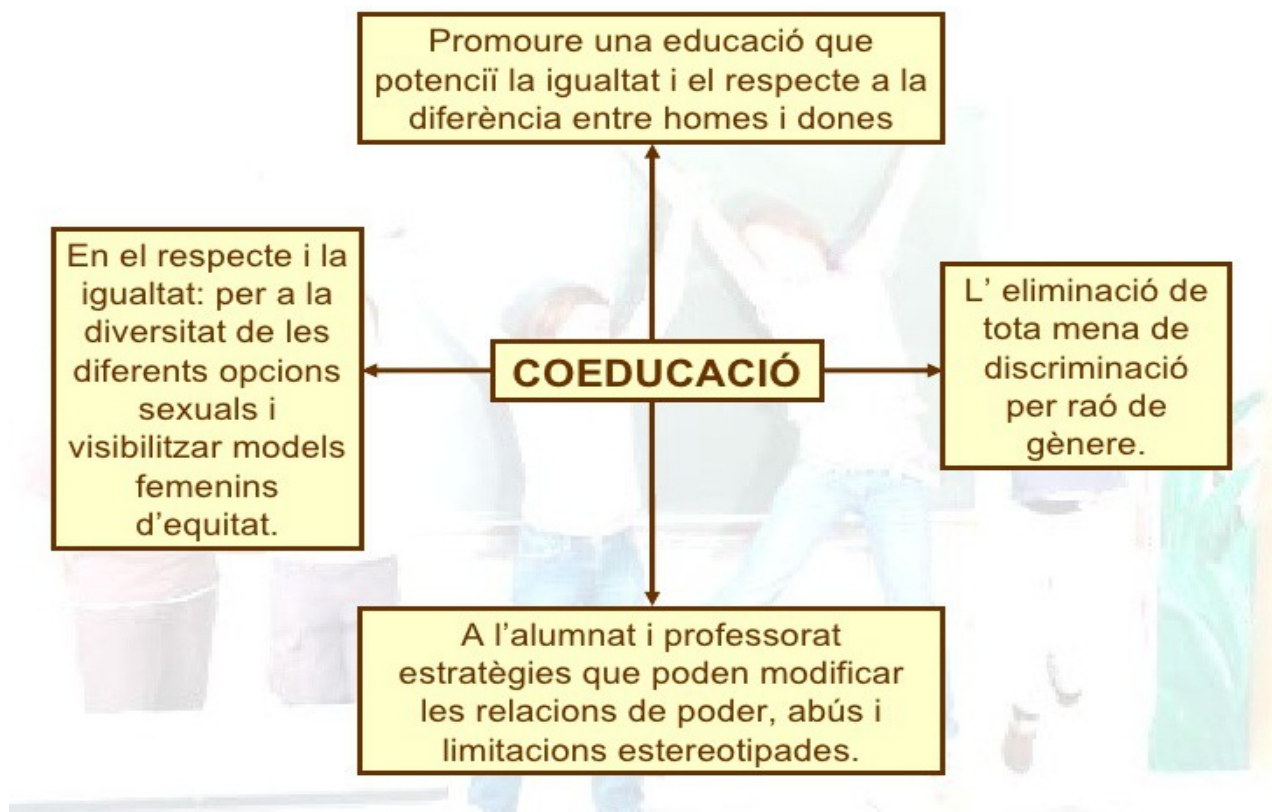 Promoure una educació que
potenciï la igualtat i el respecte a la
diferència entre homes i dones
En el respecte i la
igualtat: per a la
diversitat de les
diferents opcions
sexuals i
visibilitzar models
femenins
d’equitat.
COEDUCACIÓ
L’ eliminació de
tota mena de
discriminació
per raó de
gènere.
A l’alumnat i professorat
estratègies que poden modificar
les relacions de poder, abús i
limitacions estereotipades.